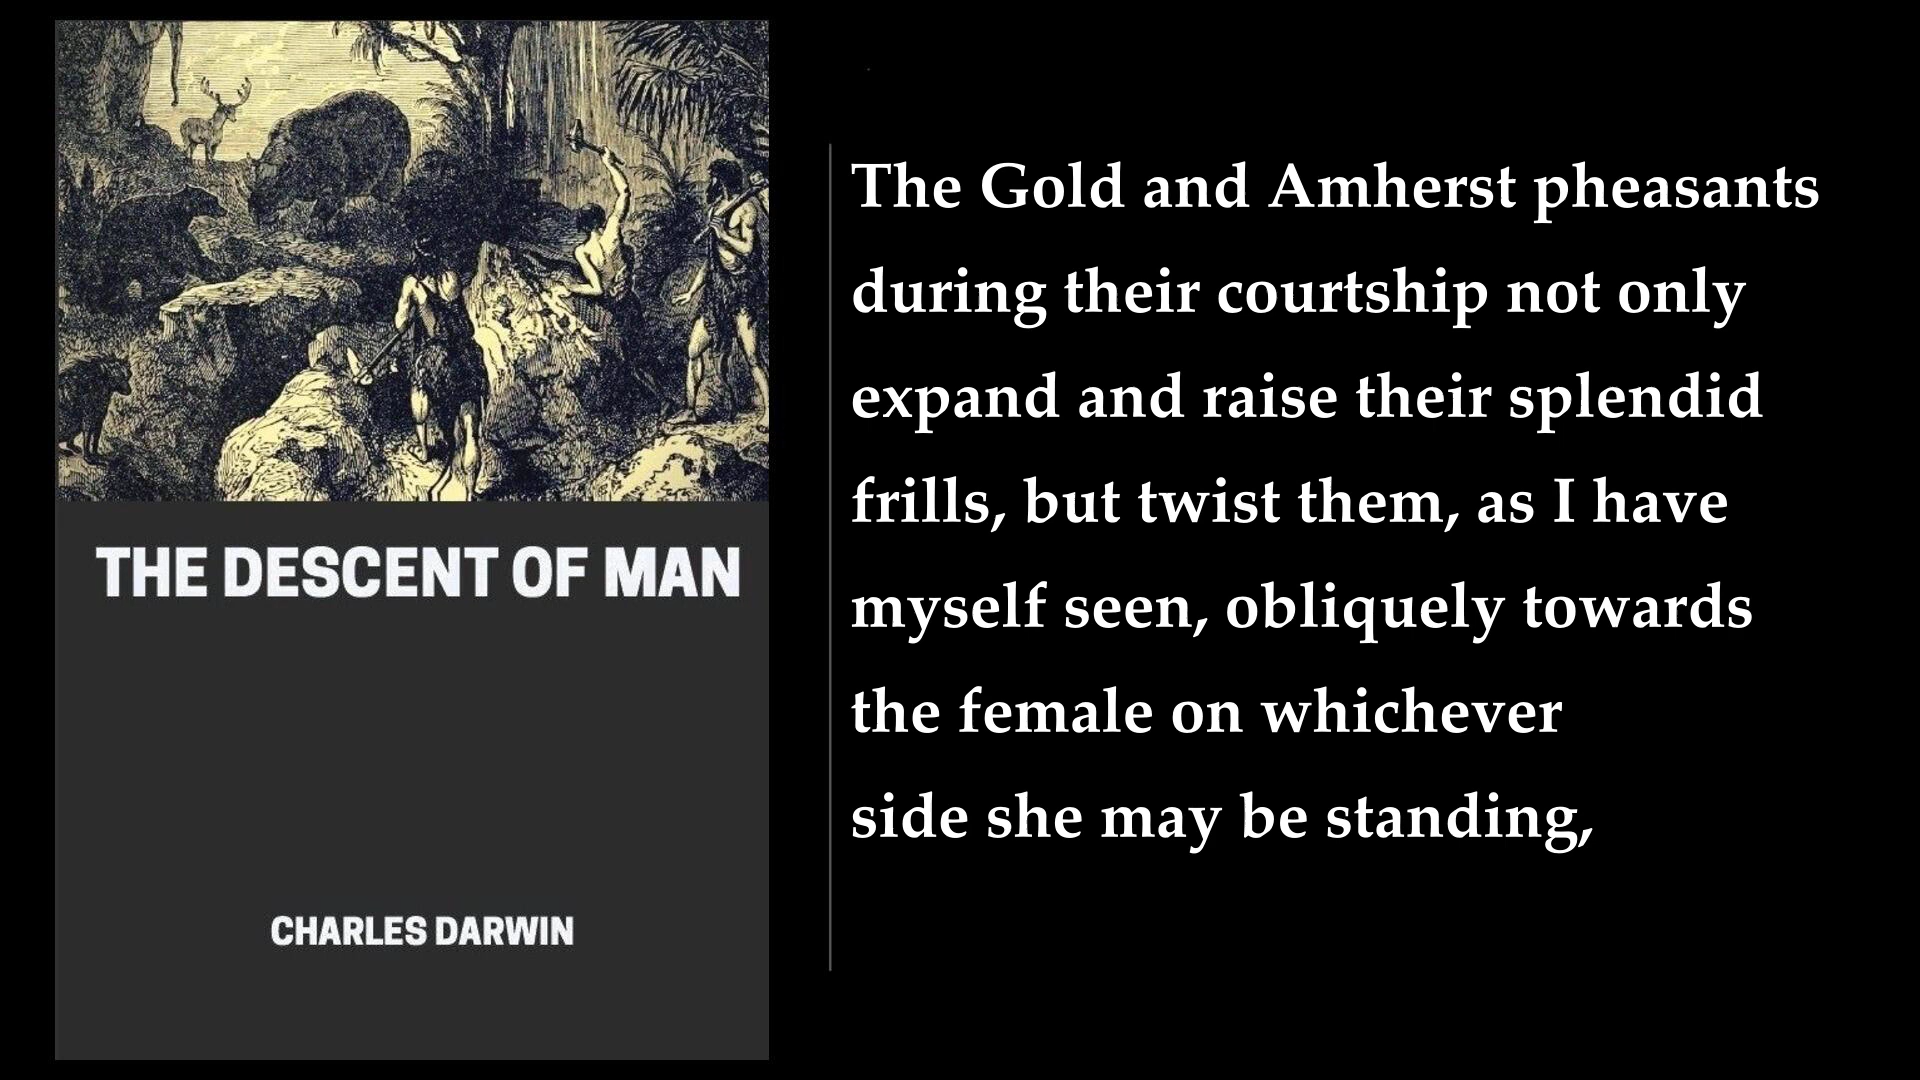 THE DESCENT OF MAN
CHARLES DARWIN
The Gold and Amherst pheasants
during their courtship not only
expand and raise their splendid
frills, but twist them, as I have
myself seen, obliquely towards
the female on whichever
side she may be standing,